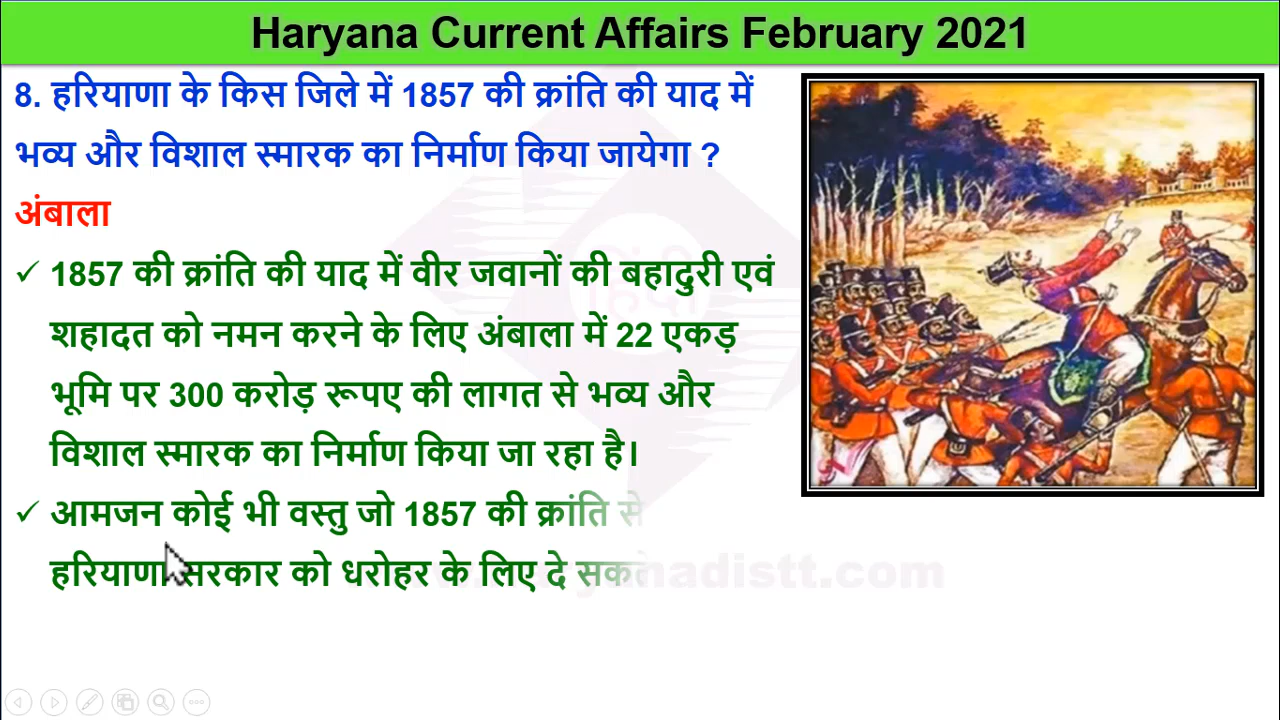 Haryana Current Affairs February 2021
8. हरियाणा के किस जिले में 1857 की क्रांति की याद में
भव्य और विशाल स्मारक का निर्माण किया जायेगा ?
अंबाला
✓ 1857 की क्रांति की याद में वीर जवानों की बहादुरी एवं
शहादत को नमन करने के लिए अंबाला में 22 एकड़
भूमि पर 300 करोड़ रूपए की लागत से भव्य और
विशाल स्मारक का निर्माण किया जा रहा है।
✓ आमजन कोई भी वस्तु जो 1857 की क्रांति से
हरियाणा सरकार को धरोहर के लिए दे सकते
हिंदी